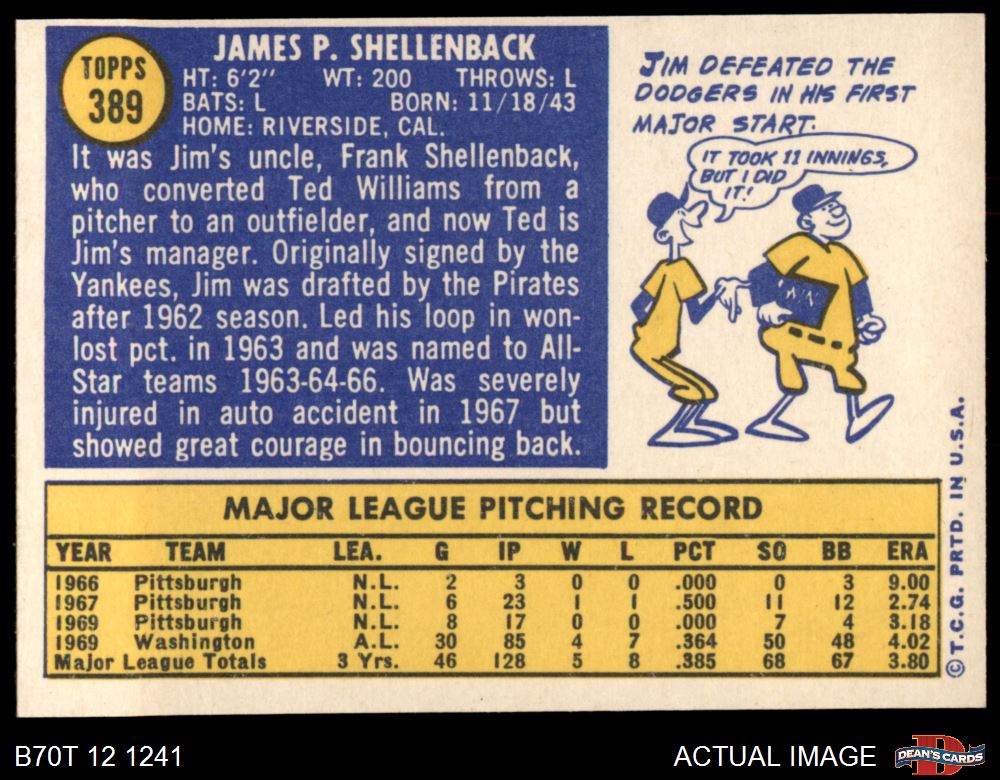 TOPPS
389
JAMES P. SHELLENBACK
HT: 6'2" WT: 200 THROWS: L
BATS: L BORN: 11/18/43
HOME: RIVERSIDE, CAL.
It was Jim's uncle, Frank Shellenback,
who converted Ted Williams from a
pitcher to an outfielder, and now Ted is
Jim's manager. Originally signed by the
Yankees, Jim was drafted by the Pirates
after 1962 season. Led his loop in won-
lost pct. in 1963 and was named to All-
Star teams 1963-64-66. Was severely
injured in auto accident in 1967 but
showed great courage in bouncing back.
JIM DEFEATED THE
DODGERS IN HIS FIRST
MAJOR START.
IT TOOK 11 INNINGS,
BUT I DID
IT!
MAJOR LEAGUE PITCHING RECORD
YEAR TEAM LEA. G IP W L PCT SO BB ERA
1966 Pittsburgh N.L. 2 3 0 0 .000 0 3 9.00
1967 Pittsburgh N.L. 6 23 1 1 .500 11 12 2.74
1969 Pittsburgh N.L. 8 17 0 0 .000 7 4 3.18
1969 Washington A.L. 30 85 4 7 .364 50 48 4.02
Major League Totals 3 Yrs. 46 128 5 8 .385 68 67 3.80
© T.C.G. PRTD. IN U.S.A.
B70T 12 1241
ACTUAL IMAGE
D
DEAN'S CARDS